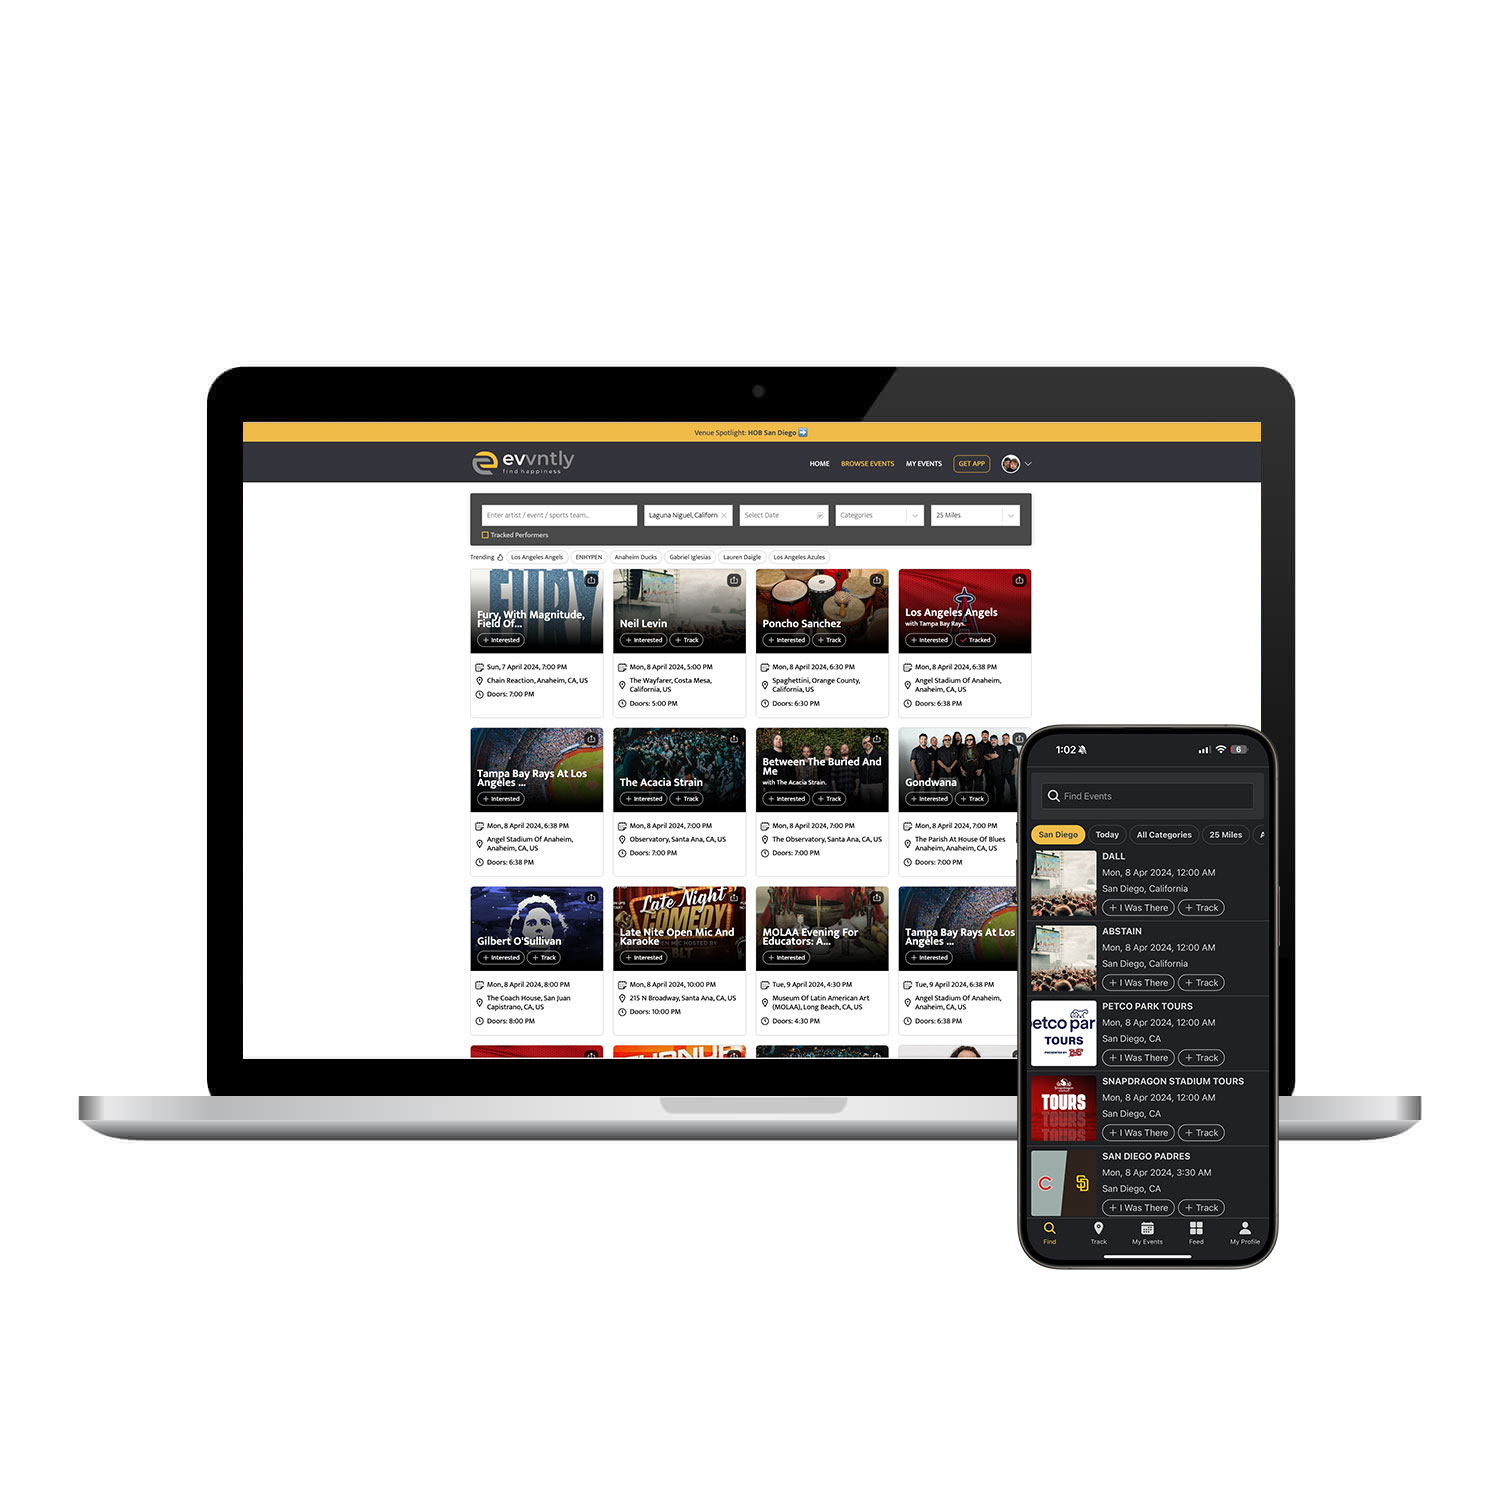 Venue Spotlight: HOB San Diego
evvntly
find happiness
HOME BROWSE EVENTS MY EVENTS GET APP
Enter artist / event / sports team.. Laguna Niguel, Californ Select Date Categories 25 Miles
Tracked Performers
Trending Los Angeles Angels ENHYPEN Anaheim Ducks Gabriel Iglesias Lauren Daigle Los Angeles Azules
FURY
Fury, With Magnitude,
Field Of...
+ Interested
Sun, 7 April 2024, 7:00 PM
Chain Reaction, Anaheim, CA, US
Doors: 7:00 PM
Neil Levin
+ Interested + Track
Mon, 8 April 2024, 5:00 PM
The Wayfarer, Costa Mesa,
California, US
Doors: 5:00 PM
Poncho Sanchez
+ Interested + Track
Mon, 8 April 2024, 6:30 PM
Spaghettini, Orange County,
California, US
Doors: 6:30 PM
Los Angeles Angels
with Tampa Bay Rays.
+ Interested Tracked
Mon, 8 April 2024, 6:38 PM
Angel Stadium Of Anaheim,
Anaheim, CA, US
Doors: 6:38 PM
Tampa Bay Rays At Los
Angeles ...
+ Interested
Mon, 8 April 2024, 6:38 PM
Angel Stadium Of Anaheim,
Anaheim, CA, US
Doors: 6:38 PM
The Acacia Strain
+ Interested + Track
Mon, 8 April 2024, 7:00 PM
Observatory, Santa Ana, CA, US
Doors: 7:00 PM
Between The Buried And
Me
with The Acacia Strain.
+ Interested + Track
Mon, 8 April 2024, 7:00 PM
The Observatory, Santa Ana, CA, US
Doors: 7:00 PM
Gondwana
+ Interested + Track
Mon, 8 April 2024, 7:00 PM
The Parish At House Of Blues
Anaheim, Anaheim, CA, US
Doors: 7:00 PM
Gilbert O'Sullivan
+ Interested + Track
Mon, 8 April 2024, 8:00 PM
The Coach House, San Juan
Capistrano, CA, US
Doors: 8:00 PM
Late Night
COMEDY
OPEN MIC HOSTED BY
BLT
Late Nite Open Mic And
Karaoke
+ Interested
Mon, 8 April 2024, 10:00 PM
215 N Broadway, Santa Ana, CA, US
Doors: 10:00 PM
MOLAA Evening For
Educators: A...
+ Interested
Tue, 9 April 2024, 4:30 PM
Museum Of Latin American Art
(MOLAA), Long Beach, CA, US
Doors: 4:30 PM
Tampa Bay Rays At Los
Angeles ...
+ Interested
Tue, 9 April 2024, 6:38 PM
Angel Stadium Of Anaheim,
Anaheim, CA, US
Doors: 6:38 PM
1:02 6
Find Events
San Diego Today All Categories 25 Miles A
DALL
Mon, 8 Apr 2024, 12:00 AM
San Diego, California
+ I Was There + Track
ABSTAIN
Mon, 8 Apr 2024, 12:00 AM
San Diego, California
+ I Was There + Track
etco par
TOURS
PRESENTED BY
PETCO PARK TOURS
Mon, 8 Apr 2024, 12:00 AM
San Diego, CA
+ I Was There + Track
TOURS
TOURS
TOURS
SNAPDRAGON STADIUM TOURS
Mon, 8 Apr 2024, 12:00 AM
San Diego, CA
+ I Was There + Track
C SD
SAN DIEGO PADRES
Mon, 8 Apr 2024, 3:30 AM
San Diego, CA
+ I Was There + Track
Find Track My Events Feed My Profile